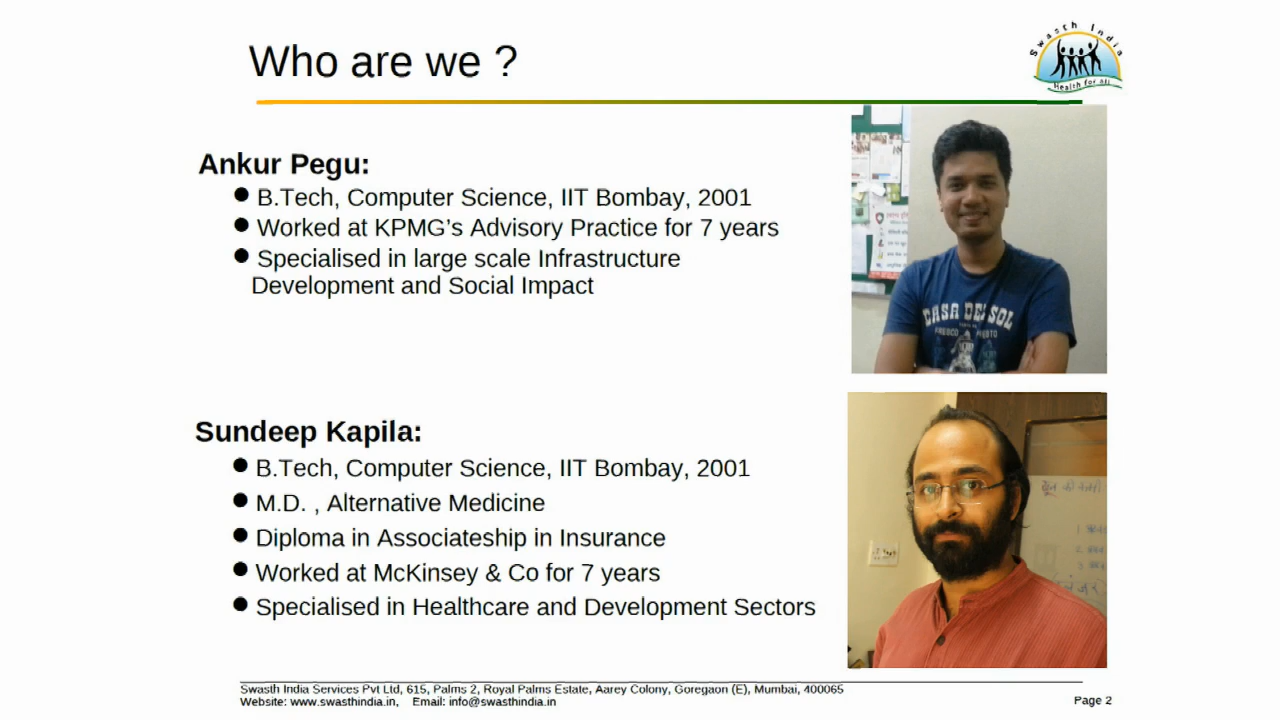 Who are we ?
Swasth India
Health for All
Ankur Pegu:
B.Tech, Computer Science, IIT Bombay, 2001
Worked at KPMG's Advisory Practice for 7 years
Specialised in large scale Infrastructure
Development and Social Impact
CASA DEL SOL
Sundeep Kapila:
B.Tech, Computer Science, IIT Bombay, 2001
M.D. , Alternative Medicine
Diploma in Associateship in Insurance
Worked at McKinsey & Co for 7 years
Specialised in Healthcare and Development Sectors
Swasth India Services Pvt Ltd, 615, Palms 2, Royal Palms Estate, Aarey Colony, Goregaon (E), Mumbai, 400065
Website: www.swasthindia.in, Email: info@swasthindia.in
Page 2